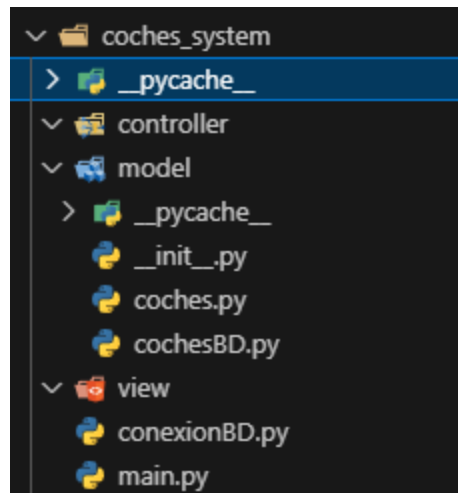 coches_system
__pycache__
controller
model
__pycache__
__init__.py
coches.py
cochesBD.py
view
conexionBD.py
main.py